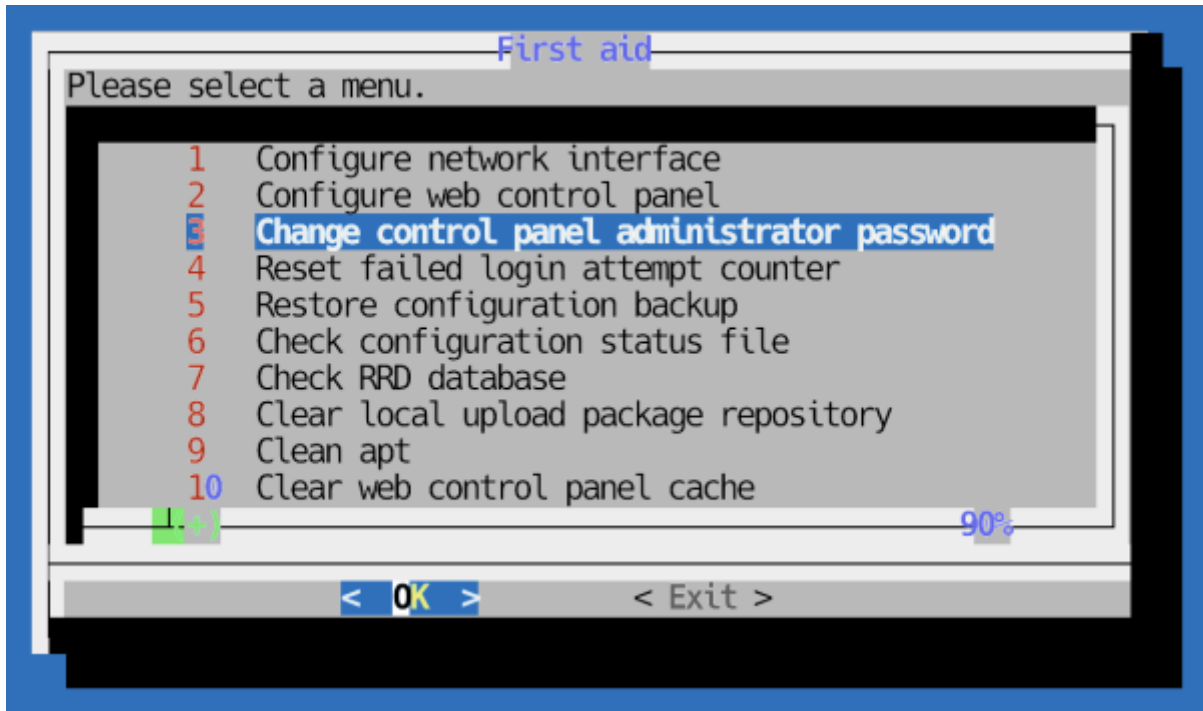 First aid
Please select a menu.
1 Configure network interface
2 Configure web control panel
3 Change control panel administrator password
4 Reset failed login attempt counter
5 Restore configuration backup
6 Check configuration status file
7 Check RRD database
8 Clear local upload package repository
9 Clean apt
10 Clear web control panel cache
(+) 90%
< OK > < Exit >